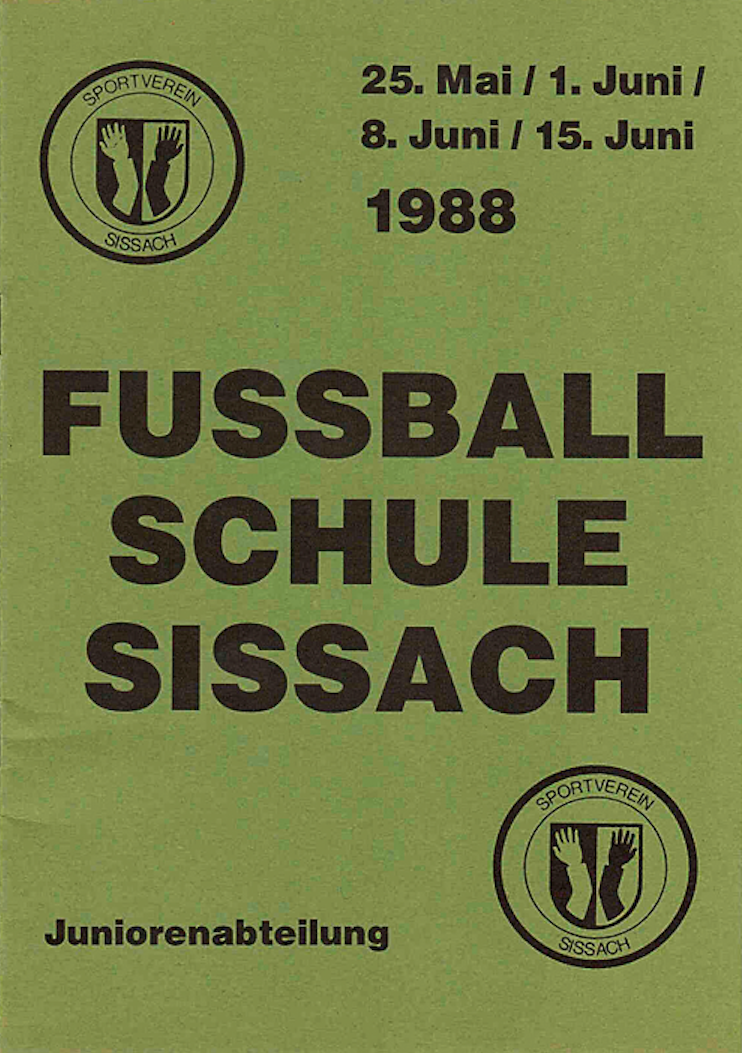 SPORTVEREIN
SISSACH
25. Mai / 1. Juni /
8. Juni / 15. Juni
1988
FUSSBALL
SCHULE
SISSACH
SPORTVEREIN
SISSACH
Juniorenabteilung